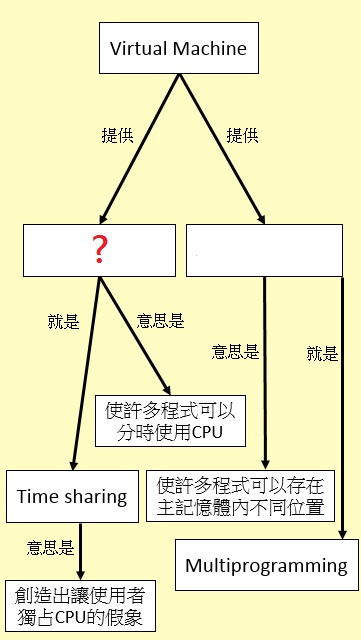 Virtual Machine
提供
提供
?
就是
意思是
意思是
就是
使許多程式可以
分時使用CPU
Time sharing
使許多程式可以存在
主記憶體內不同位置
意思是
Multiprogramming
創造出讓使用者
獨占CPU的假象